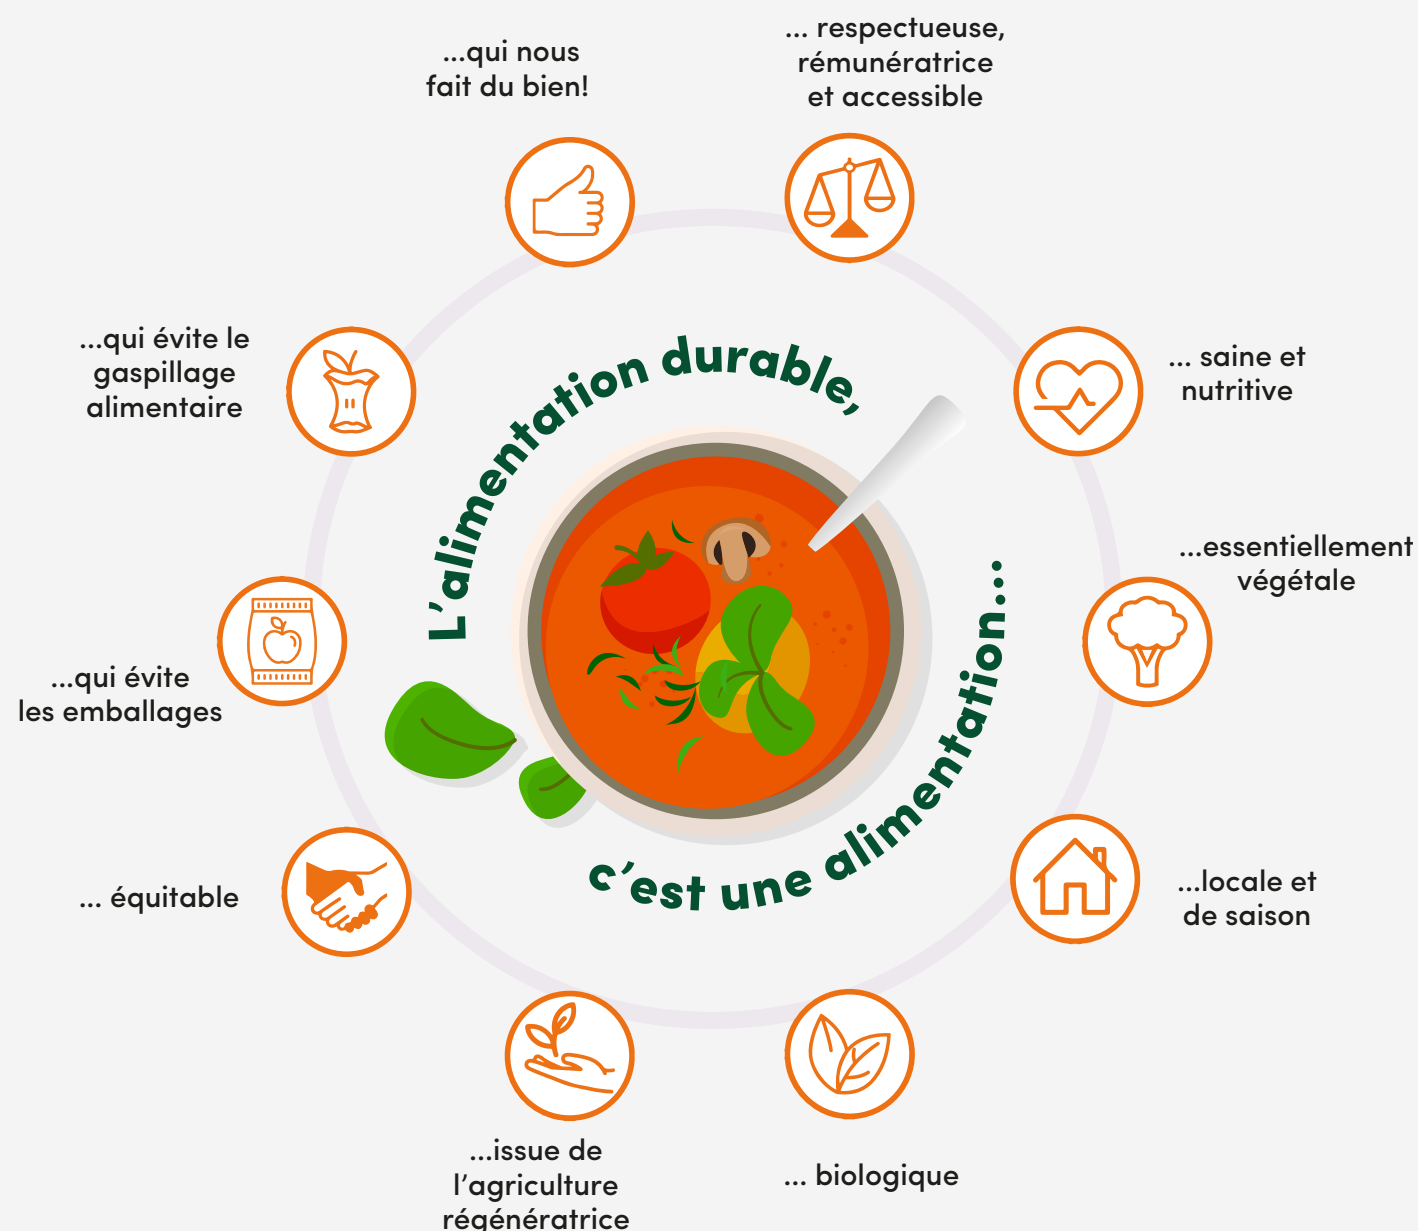 L’alimentation durable,
c’est une alimentation...
... respectueuse,
rémunératrice
et accessible
... saine et
nutritive
...essentiellement
végétale
...locale et
de saison
... biologique
...issue de
l’agriculture
régénératrice
... équitable
...qui évite
les emballages
...qui évite le
gaspillage
alimentaire
...qui nous
fait du bien!